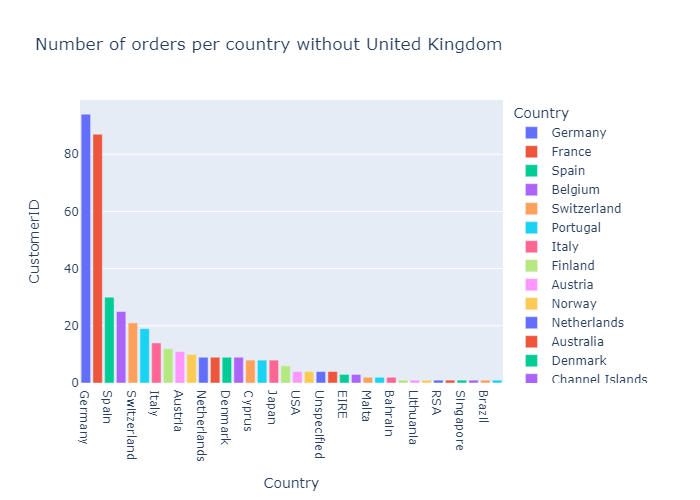 Number of orders per country without United Kingdom
CustomerID
80
60
40
20
0
Germany
Spain
Switzerland
Italy
Austria
Netherlands
Denmark
Cyprus
Japan
USA
Unspecified
EIRE
Malta
Bahrain
Lithuania
RSA
Singapore
Brazil
Country
Country
Germany
France
Spain
Belgium
Switzerland
Portugal
Italy
Finland
Austria
Norway
Netherlands
Australia
Denmark
Channel Islands